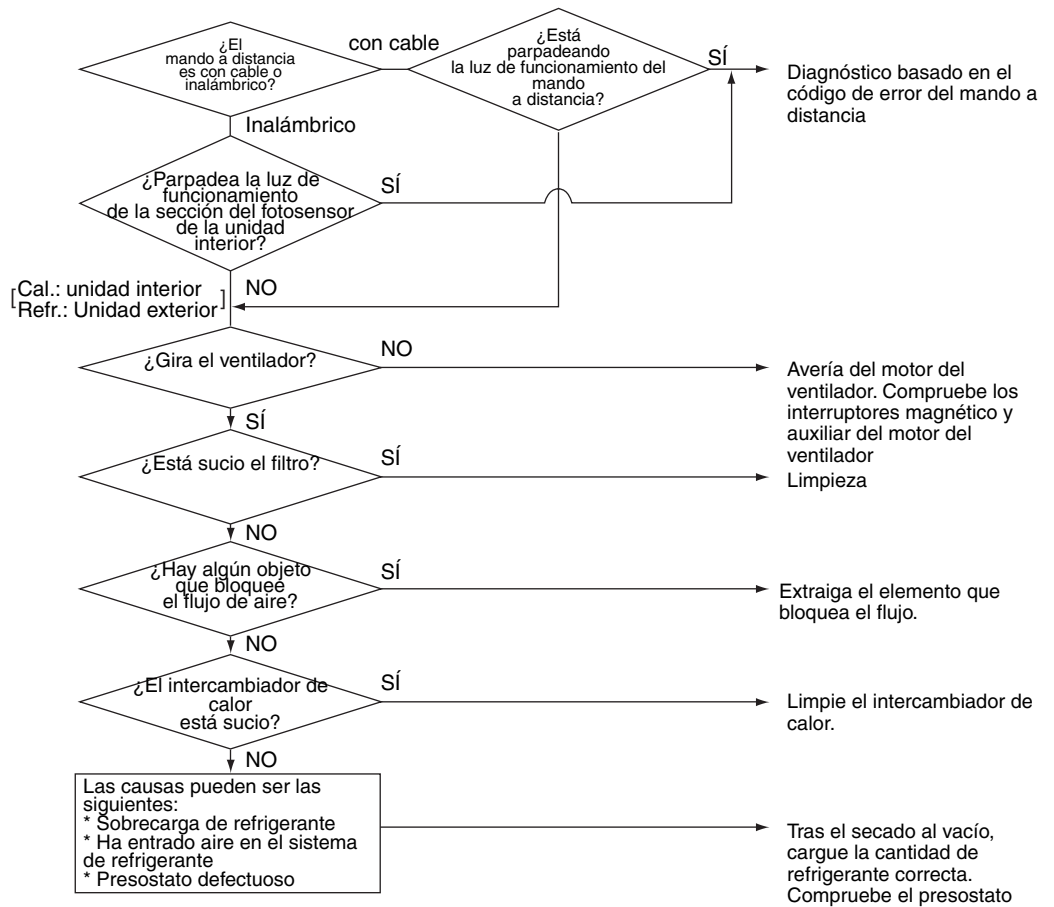 ¿El
mando a distancia
es con cable o
inalámbrico?
con cable
¿Está
parpadeando
la luz de funcionamiento del
mando
a distancia?
SÍ
Diagnóstico basado en el
código de error del mando a
distancia
Inalámbrico
¿Parpadea la luz de
funcionamiento
de la sección del fotosensor
de la unidad
interior?
SÍ
[Cal.: unidad interior
Refr.: Unidad exterior]
NO
¿Gira el ventilador?
NO
Avería del motor del
ventilador. Compruebe los
interruptores magnético y
auxiliar del motor del
ventilador
SÍ
¿Está sucio el filtro?
SÍ
Limpieza
NO
¿Hay algún objeto
que bloquee
el flujo de aire?
SÍ
Extraiga el elemento que
bloquea el flujo.
NO
¿El intercambiador de
calor
está sucio?
SÍ
Limpie el intercambiador de
calor.
NO
Las causas pueden ser las
siguientes:
* Sobrecarga de refrigerante
* Ha entrado aire en el sistema
de refrigerante
* Presostato defectuoso
Tras el secado al vacío,
cargue la cantidad de
refrigerante correcta.
Compruebe el presostato